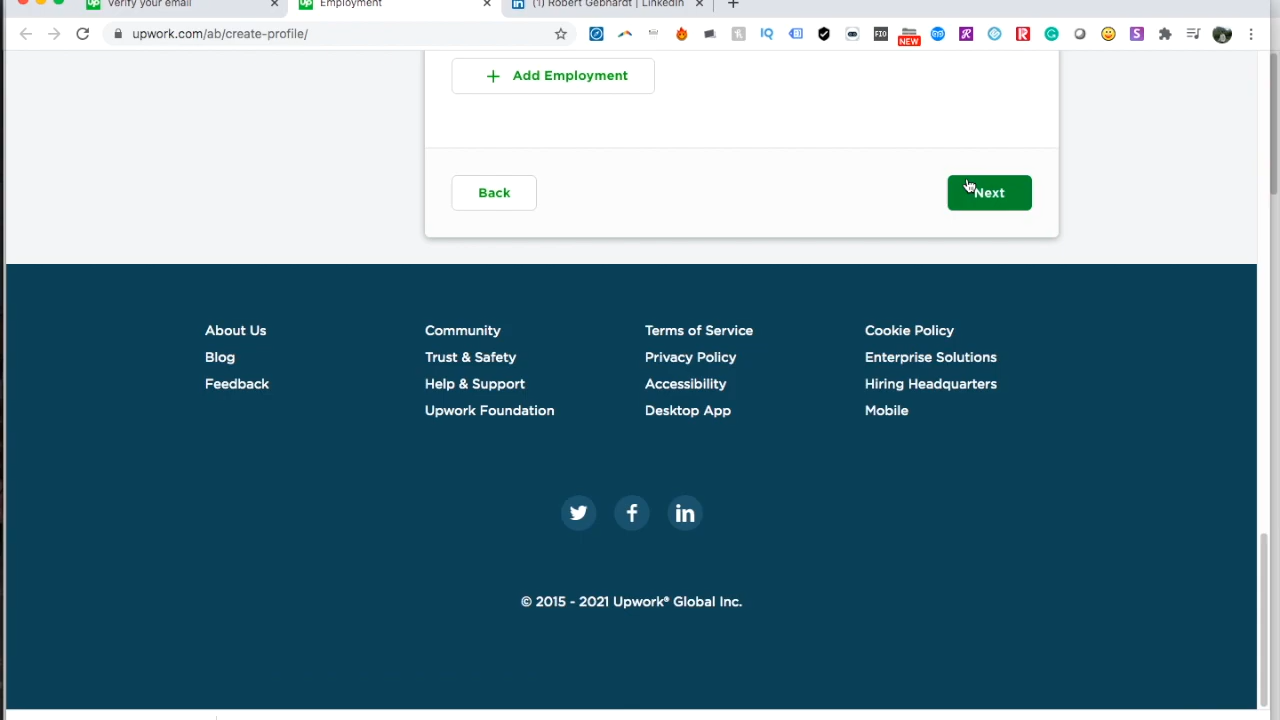 Verify your email
Employment
(1) Robert Gebhardt | LinkedIn
upwork.com/ab/create-profile/
NEW
+ Add Employment
Back
Next
About Us
Community
Terms of Service
Cookie Policy
Blog
Trust & Safety
Privacy Policy
Enterprise Solutions
Feedback
Help & Support
Accessibility
Hiring Headquarters
Upwork Foundation
Desktop App
Mobile
© 2015 - 2021 Upwork® Global Inc.